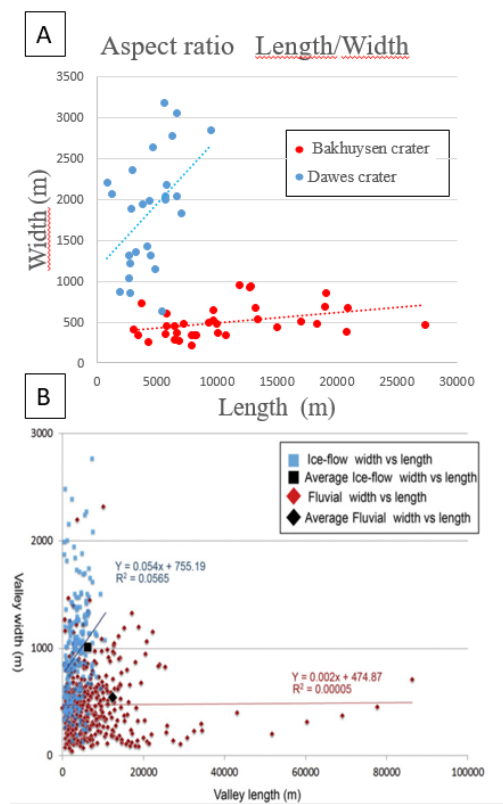 A
Aspect ratio Length/Width
3500
3000
2500
2000
1500
1000
500
0
Width (m)
Bakhuysen crater
Dawes crater
0 5000 10000 15000 20000 25000 30000
Length (m)
B
3000
2000
1000
0
Valley width (m)
Ice-flow width vs length
Average Ice-flow width vs length
Fluvial width vs length
Average Fluvial width vs length
Y = 0.054x + 755.19
R² = 0.0565
Y = 0.002x + 474.87
R² = 0.00005
0 20000 40000 60000 80000 100000
Valley length (m)